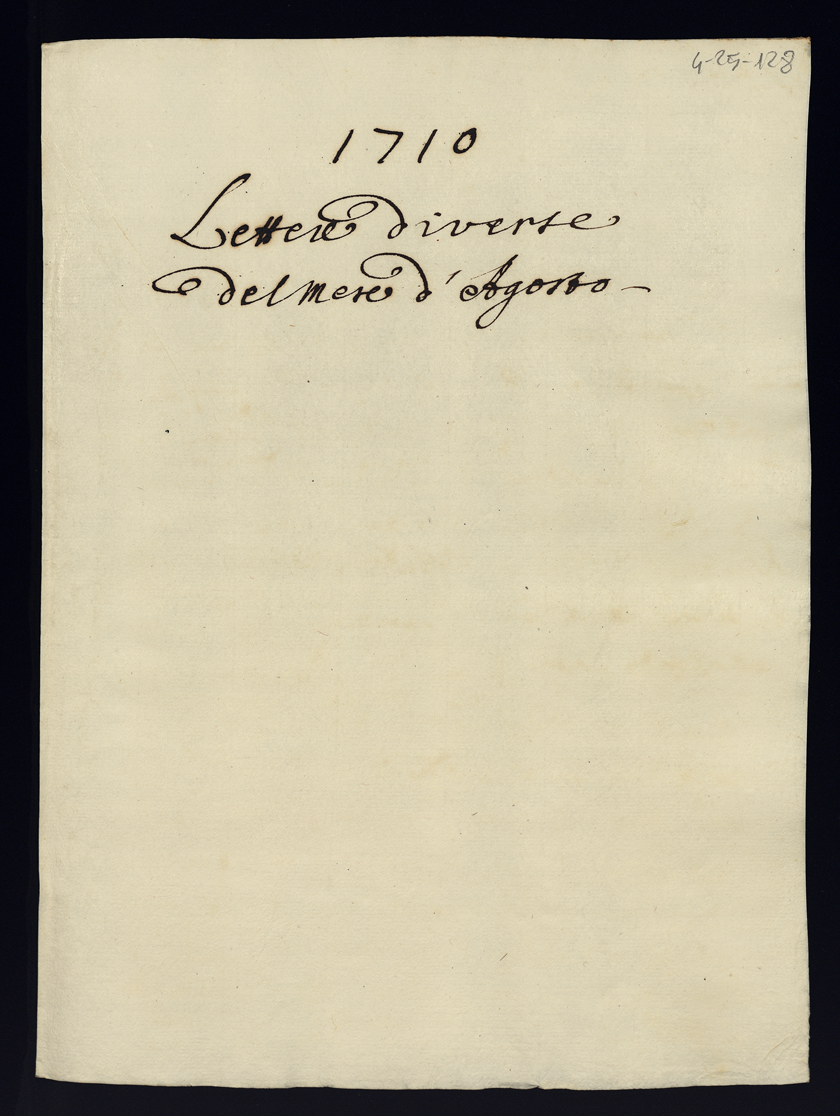 4-25-128
1710
Lettere diverse
del Mese d'Agosto -